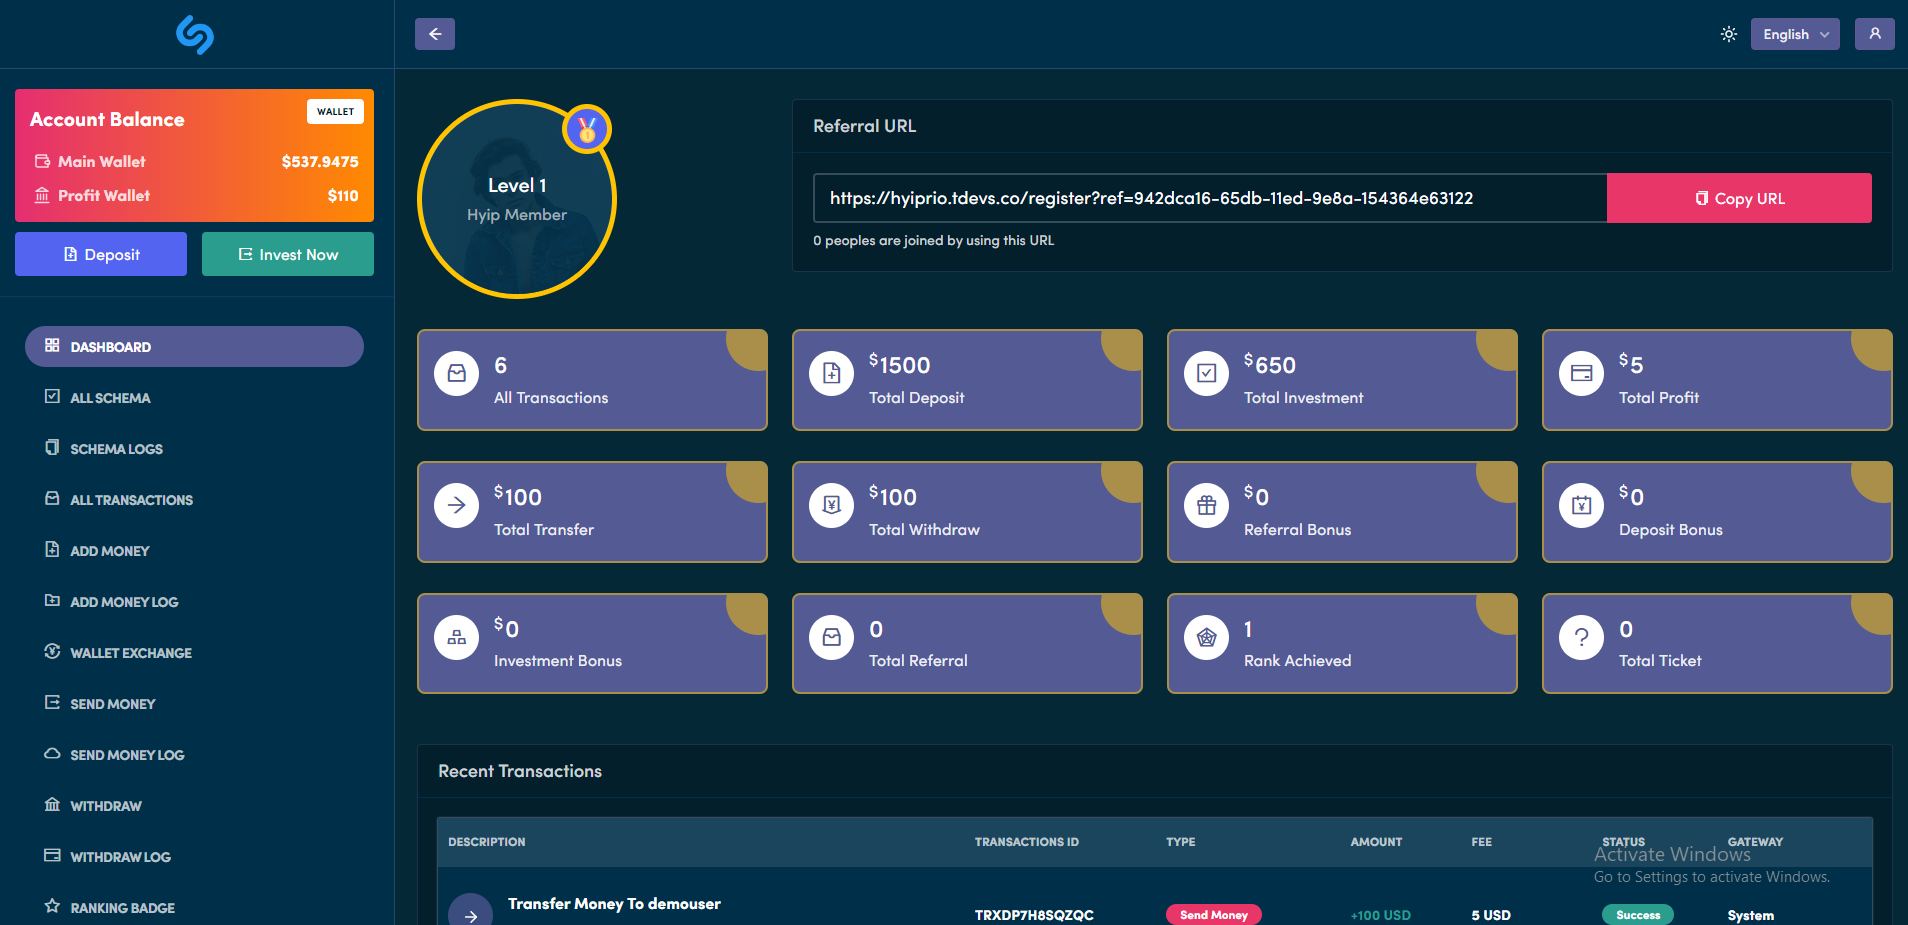 English
Account Balance
WALLET
Main Wallet $537.9475
Profit Wallet $110
Deposit
Invest Now
DASHBOARD
ALL SCHEMA
SCHEMA LOGS
ALL TRANSACTIONS
ADD MONEY
ADD MONEY LOG
WALLET EXCHANGE
SEND MONEY
SEND MONEY LOG
WITHDRAW
WITHDRAW LOG
RANKING BADGE
Level 1
Hyip Member
Referral URL
https://hyiprio.tdevs.co/register?ref=942dca16-65db-11ed-9e8a-154364e63122
Copy URL
0 peoples are joined by using this URL
6
All Transactions
$1500
Total Deposit
$650
Total Investment
$5
Total Profit
$100
Total Transfer
$100
Total Withdraw
$0
Referral Bonus
$0
Deposit Bonus
$0
Investment Bonus
0
Total Referral
1
Rank Achieved
0
Total Ticket
Recent Transactions
DESCRIPTION TRANSACTIONS ID TYPE AMOUNT FEE STATUS GATEWAY
Transfer Money To demouser
TRXDP7H8SQZQC Send Money +100 USD 5 USD Success System
Activate Windows
Go to Settings to activate Windows.